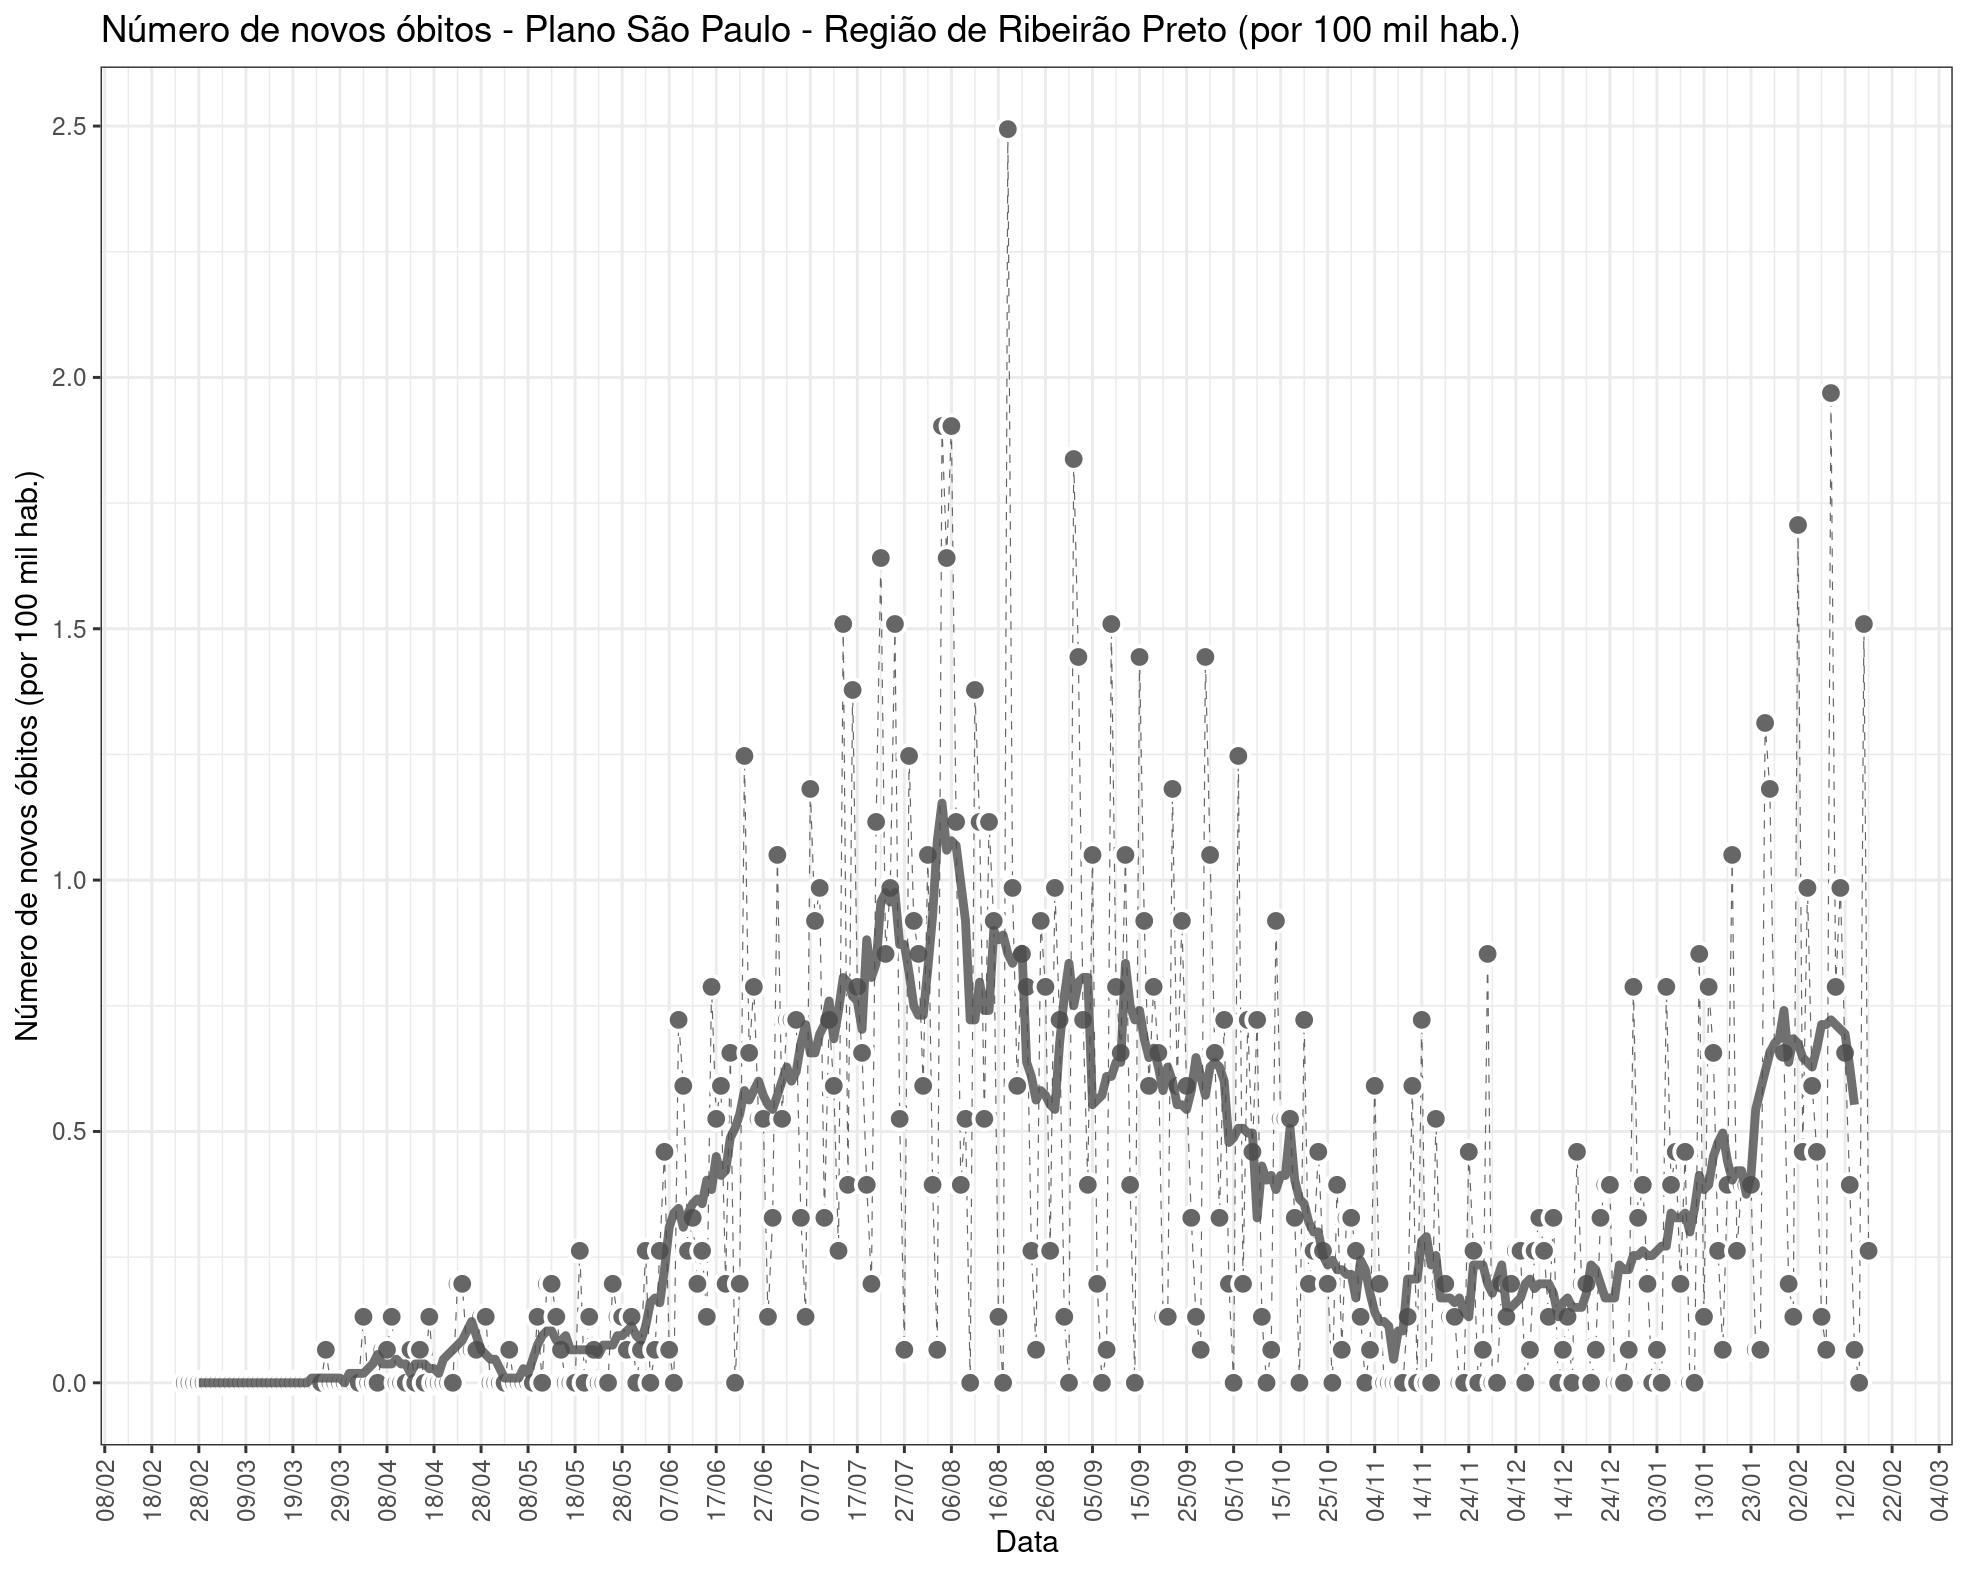 Número de novos óbitos - Plano São Paulo - Região de Ribeirão Preto (por 100 mil hab.)
Número de novos óbitos (por 100 mil hab.)
2.5
2.0
1.5
1.0
0.5
0.0
08/02 18/02 28/02 09/03 19/03 29/03 08/04 18/04 28/04 08/05 18/05 28/05 07/06 17/06 27/06 07/07 17/07 27/07 06/08 16/08 26/08 05/09 15/09 25/09 05/10 15/10 25/10 04/11 14/11 24/11 04/12 14/12 24/12 03/01 13/01 23/01 02/02 12/02 22/02 04/03
Data